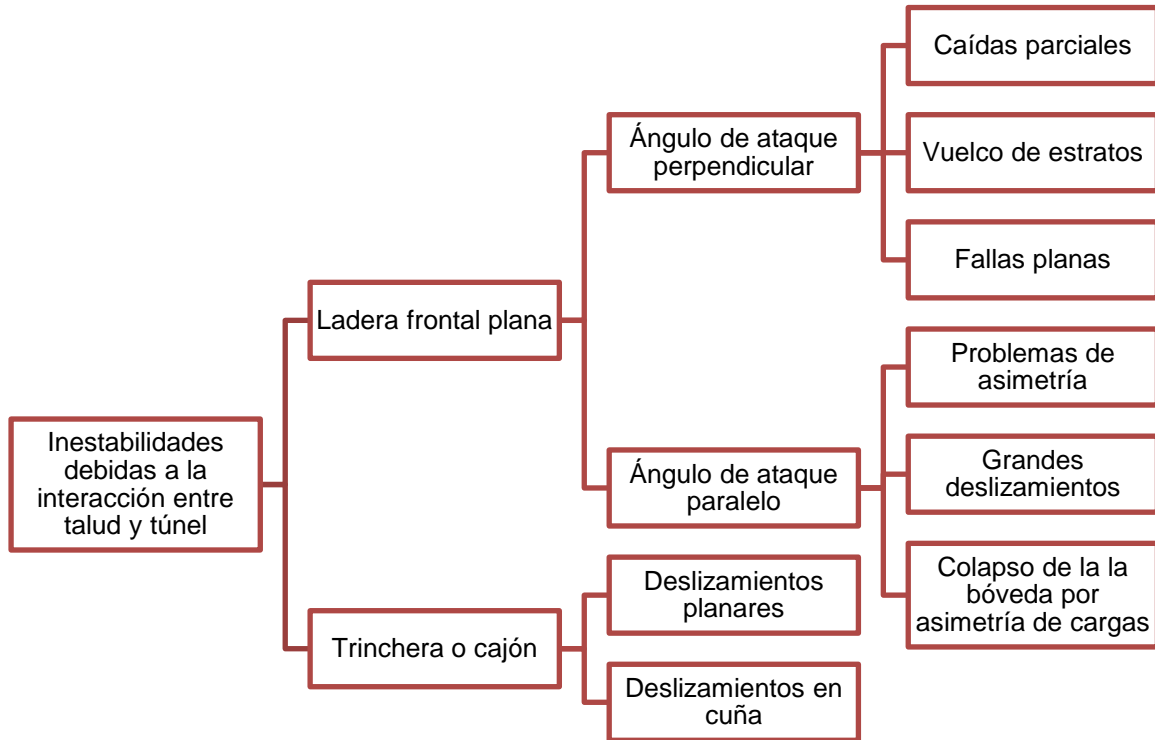 Inestabilidades
debidas a la
interacción entre
talud y túnel
Ladera frontal plana
Ángulo de ataque
perpendicular
Caídas parciales
Vuelco de estratos
Fallas planas
Ángulo de ataque
paralelo
Problemas de
asimetría
Grandes
deslizamientos
Colapso de la la
bóveda por
asimetría de cargas
Trinchera o cajón
Deslizamientos
planares
Deslizamientos en
cuña